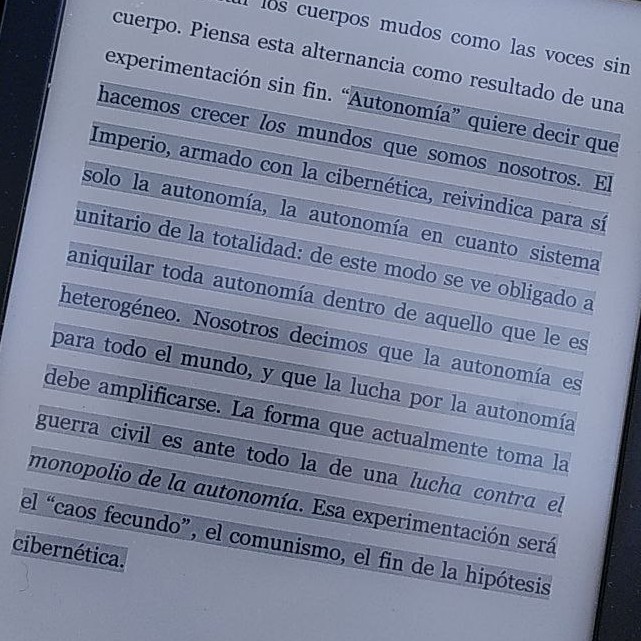 los cuerpos mudos como las voces sin
cuerpo. Piensa esta alternancia como resultado de una
experimentación sin fin. “Autonomía” quiere decir que
hacemos crecer los mundos que somos nosotros. El
Imperio, armado con la cibernética, reivindica para sí
solo la autonomía, la autonomía en cuanto sistema
unitario de la totalidad: de este modo se ve obligado a
aniquilar toda autonomía dentro de aquello que le es
heterogéneo. Nosotros decimos que la autonomía es
para todo el mundo, y que la lucha por la autonomía
debe amplificarse. La forma que actualmente toma la
guerra civil es ante todo la de una lucha contra el
monopolio de la autonomía. Esa experimentación será
el “caos fecundo”, el comunismo, el fin de la hipótesis
cibernética.